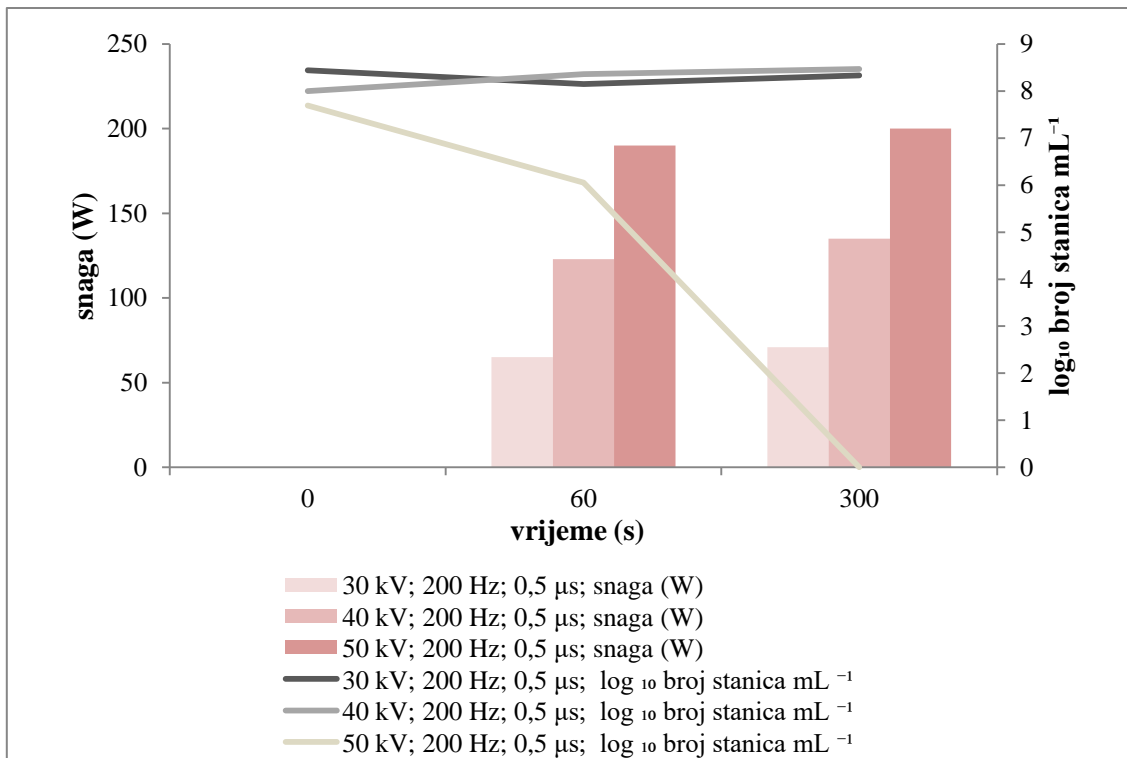 250
200
150
100
50
0
snaga (W)
9
8
7
6
5
4
3
2
1
0
log₁₀ broj stanica mL⁻¹
0 60 300
vrijeme (s)
30 kV; 200 Hz; 0,5 μs; snaga (W)
40 kV; 200 Hz; 0,5 μs; snaga (W)
50 kV; 200 Hz; 0,5 μs; snaga (W)
30 kV; 200 Hz; 0,5 μs; log ₁₀ broj stanica mL ⁻¹
40 kV; 200 Hz; 0,5 μs; log ₁₀ broj stanica mL ⁻¹
50 kV; 200 Hz; 0,5 μs; log ₁₀ broj stanica mL ⁻¹